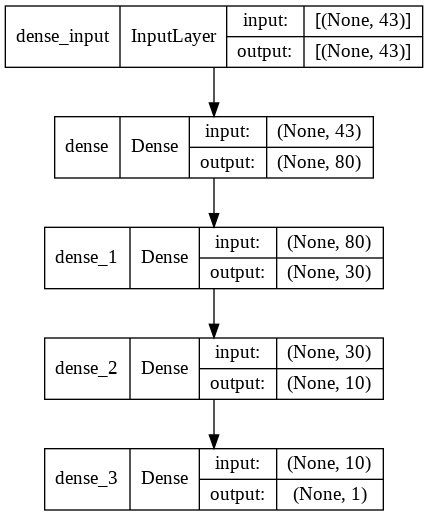 dense_input InputLayer input: [(None, 43)]
output: [(None, 43)]
dense Dense input: (None, 43)
output: (None, 80)
dense_1 Dense input: (None, 80)
output: (None, 30)
dense_2 Dense input: (None, 30)
output: (None, 10)
dense_3 Dense input: (None, 10)
output: (None, 1)